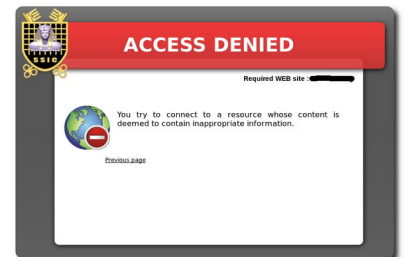 ACCESS DENIED
SSIC
Required WEB site :
You try to connect to a resource whose content is
deemed to contain inappropriate information.
Previous page